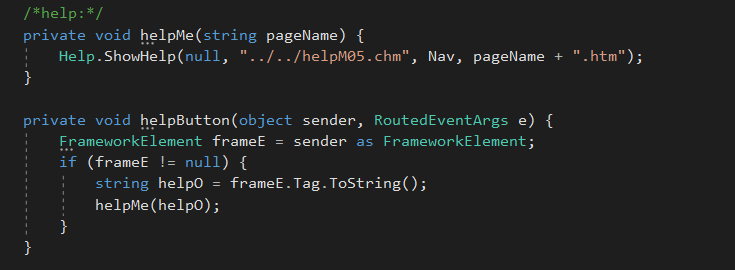 /*help:*/
private void helpMe(string pageName) {
Help.ShowHelp(null, "../../helpM05.chm", Nav, pageName + ".htm");
}
private void helpButton(object sender, RoutedEventArgs e) {
FrameworkElement frameE = sender as FrameworkElement;
if (frameE != null) {
string helpO = frameE.Tag.ToString();
helpMe(helpO);
}
}